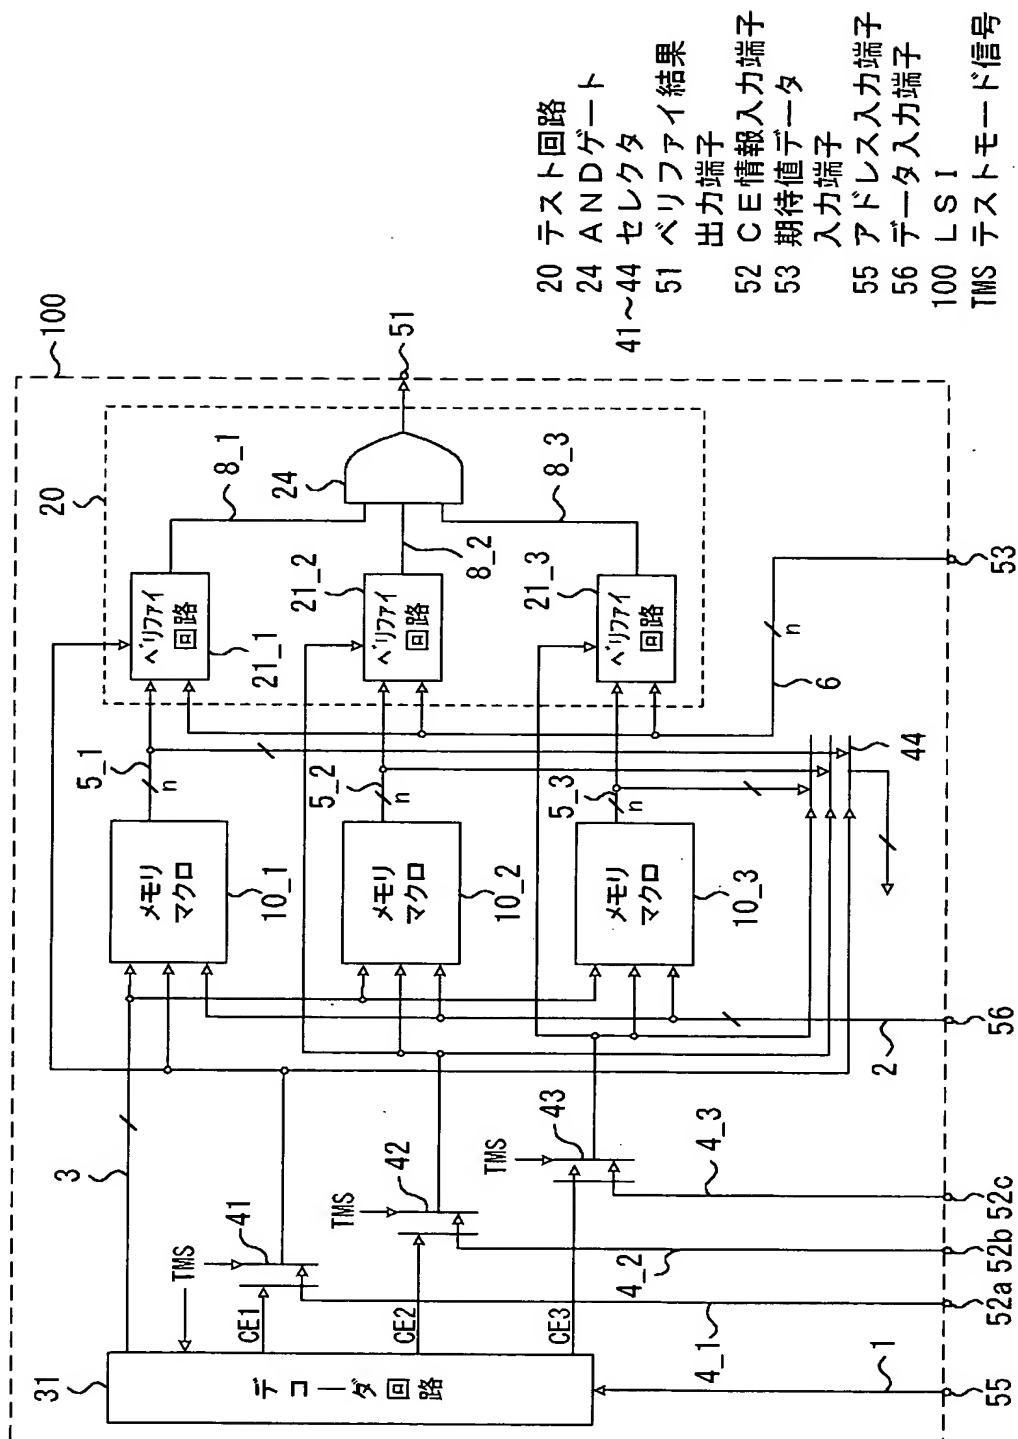 100
20
8_1
24
51
ベリファイ
回路
21_1
21_2
ベリファイ
回路
8_2
21_3
ベリファイ
回路
8_3
5_1
n
5_2
n
5_3
n
n
6
53
44
メモリ
マクロ
10_1
メモリ
マクロ
10_2
メモリ
マクロ
10_3
2
56
3
TMS
41
TMS
42
TMS
43
CE1
CE2
CE3
4_1
4_2
4_3
52a
52b
52c
31
デコーダ回路
1
55
20 テスト回路
24 ANDゲート
41~44 セレクタ
51 ベリファイ結果
出力端子
52 CE情報入力端子
53 期待値データ
入力端子
55 アドレス入力端子
56 データ入力端子
100 LSI
TMS テストモード信号